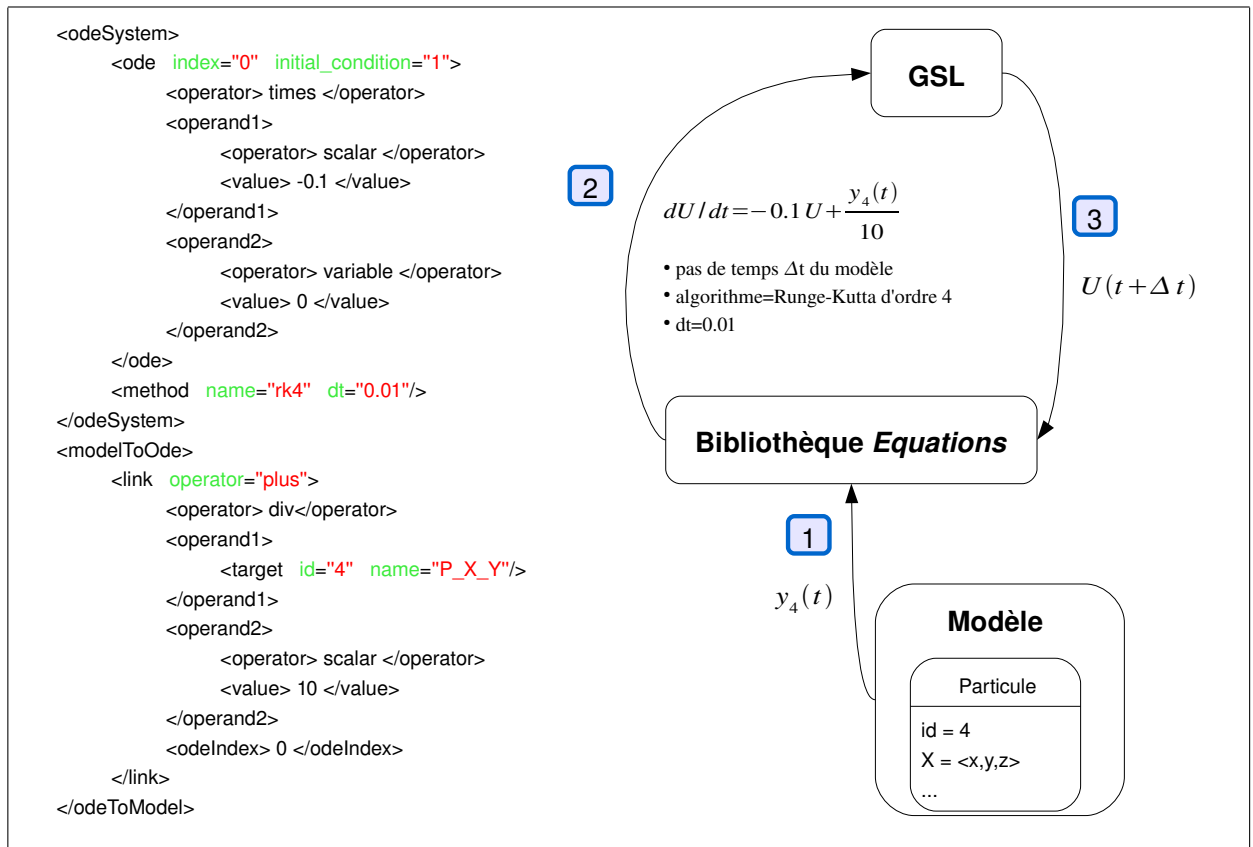 <odeSystem>
<ode index="0" initial_condition="1">
<operator> times </operator>
<operand1>
<operator> scalar </operator>
<value> -0.1 </value>
</operand1>
<operand2>
<operator> variable </operator>
<value> 0 </value>
</operand2>
</ode>
<method name="rk4" dt="0.01"/>
</odeSystem>
<modelToOde>
<link operator="plus">
<operator> div</operator>
<operand1>
<target id="4" name="P_X_Y"/>
</operand1>
<operand2>
<operator> scalar </operator>
<value> 10 </value>
</operand2>
<odeIndex> 0 </odeIndex>
</link>
</odeToModel>
GSL
2
dU/dt=−0.1U+y₄(t)/10
• pas de temps Δt du modèle
• algorithme=Runge-Kutta d'ordre 4
• dt=0.01
3
U(t+Δt)
Bibliothèque Equations
1
y₄(t)
Modèle
Particule
id = 4
X = <x,y,z>
...